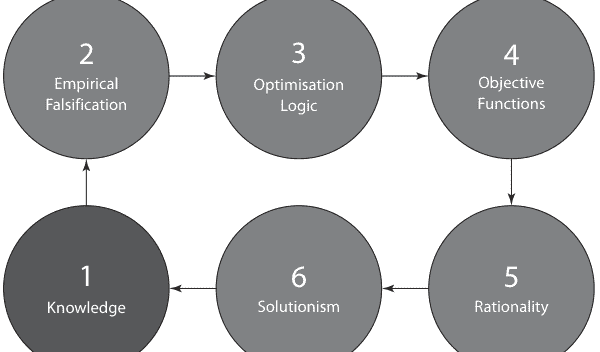 2
Empirical
Falsification
3
Optimisation
Logic
4
Objective
Functions
1
Knowledge
6
Solutionism
5
Rationality